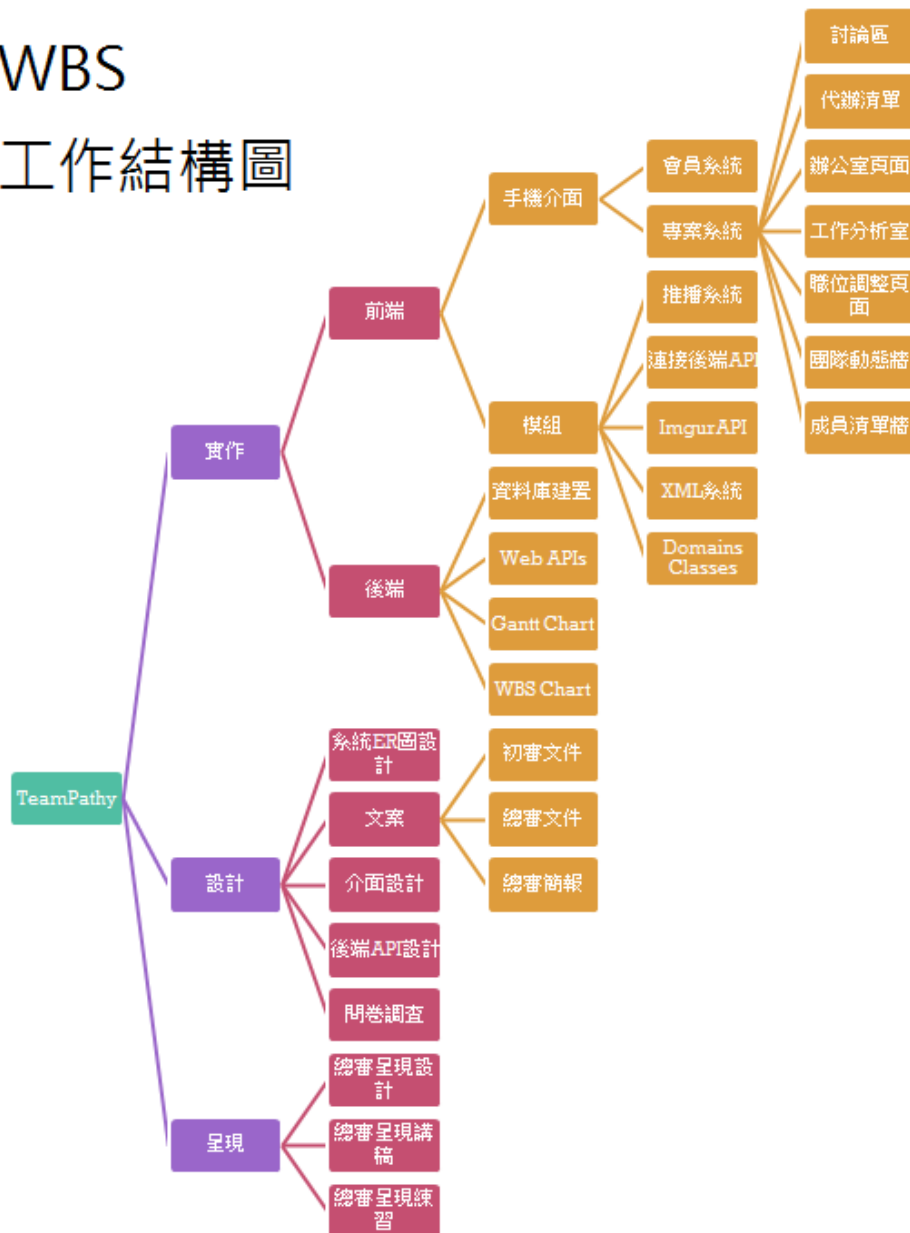 WBS
工作結構圖
TeamPathy
實作
設計
呈現
前端
後端
系統ER圖設
計
文案
介面設計
後端API設計
問卷調查
總審呈現設
計
總審呈現講
稿
總審呈現練
習
手機介面
模組
資料庫建置
Web APIs
Gantt Chart
WBS Chart
初審文件
總審文件
總審簡報
會員系統
專案系統
推播系統
連接後端API
ImgurAPI
XML系統
Domains
Classes
討論區
代辦清單
辦公室頁面
工作分析室
職位調整頁
面
團隊動態牆
成員清單牆